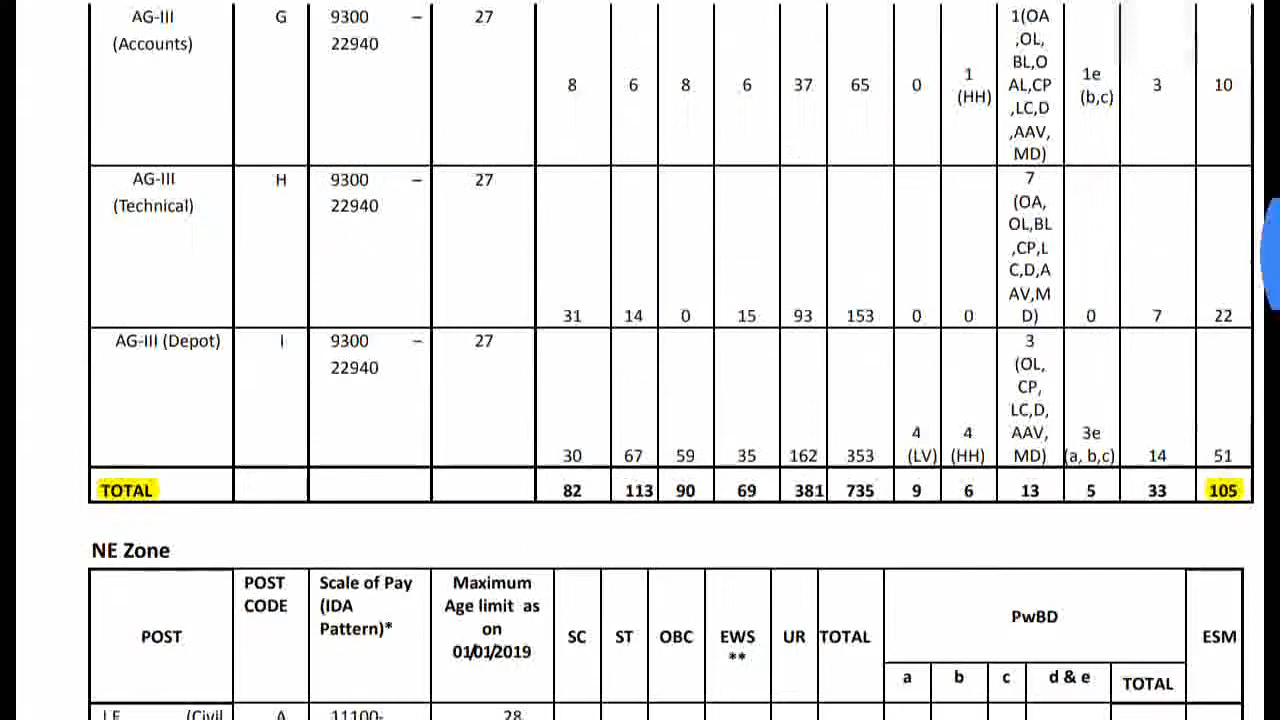 AG-III G 9300 – 27 1(OA
(Accounts) 22940 ,OL,
BL,O
8 6 8 6 37 65 0 1 (HH) AL,CP 1e (b,c) 3 10
,LC,D
,AAV,
MD)
AG-III H 9300 – 27 7
(Technical) 22940 (OA,
OL,BL
,CP,L
C,D,A
AV,M
31 14 0 15 93 153 0 0 D) 0 7 22
AG-III (Depot) I 9300 – 27 3
22940 (OL,
CP,
LC,D,
4 4 AAV, 3e
30 67 59 35 162 353 (LV) (HH) MD) (a, b,c) 14 51
TOTAL 82 113 90 69 381 735 9 6 13 5 33 105
NE Zone
POST POST CODE Scale of Pay (IDA Pattern)* Maximum Age limit as on 01/01/2019 SC ST OBC EWS ** UR TOTAL PwBD ESM
a b c d & e TOTAL
J.E. (Civil A 11100- 28